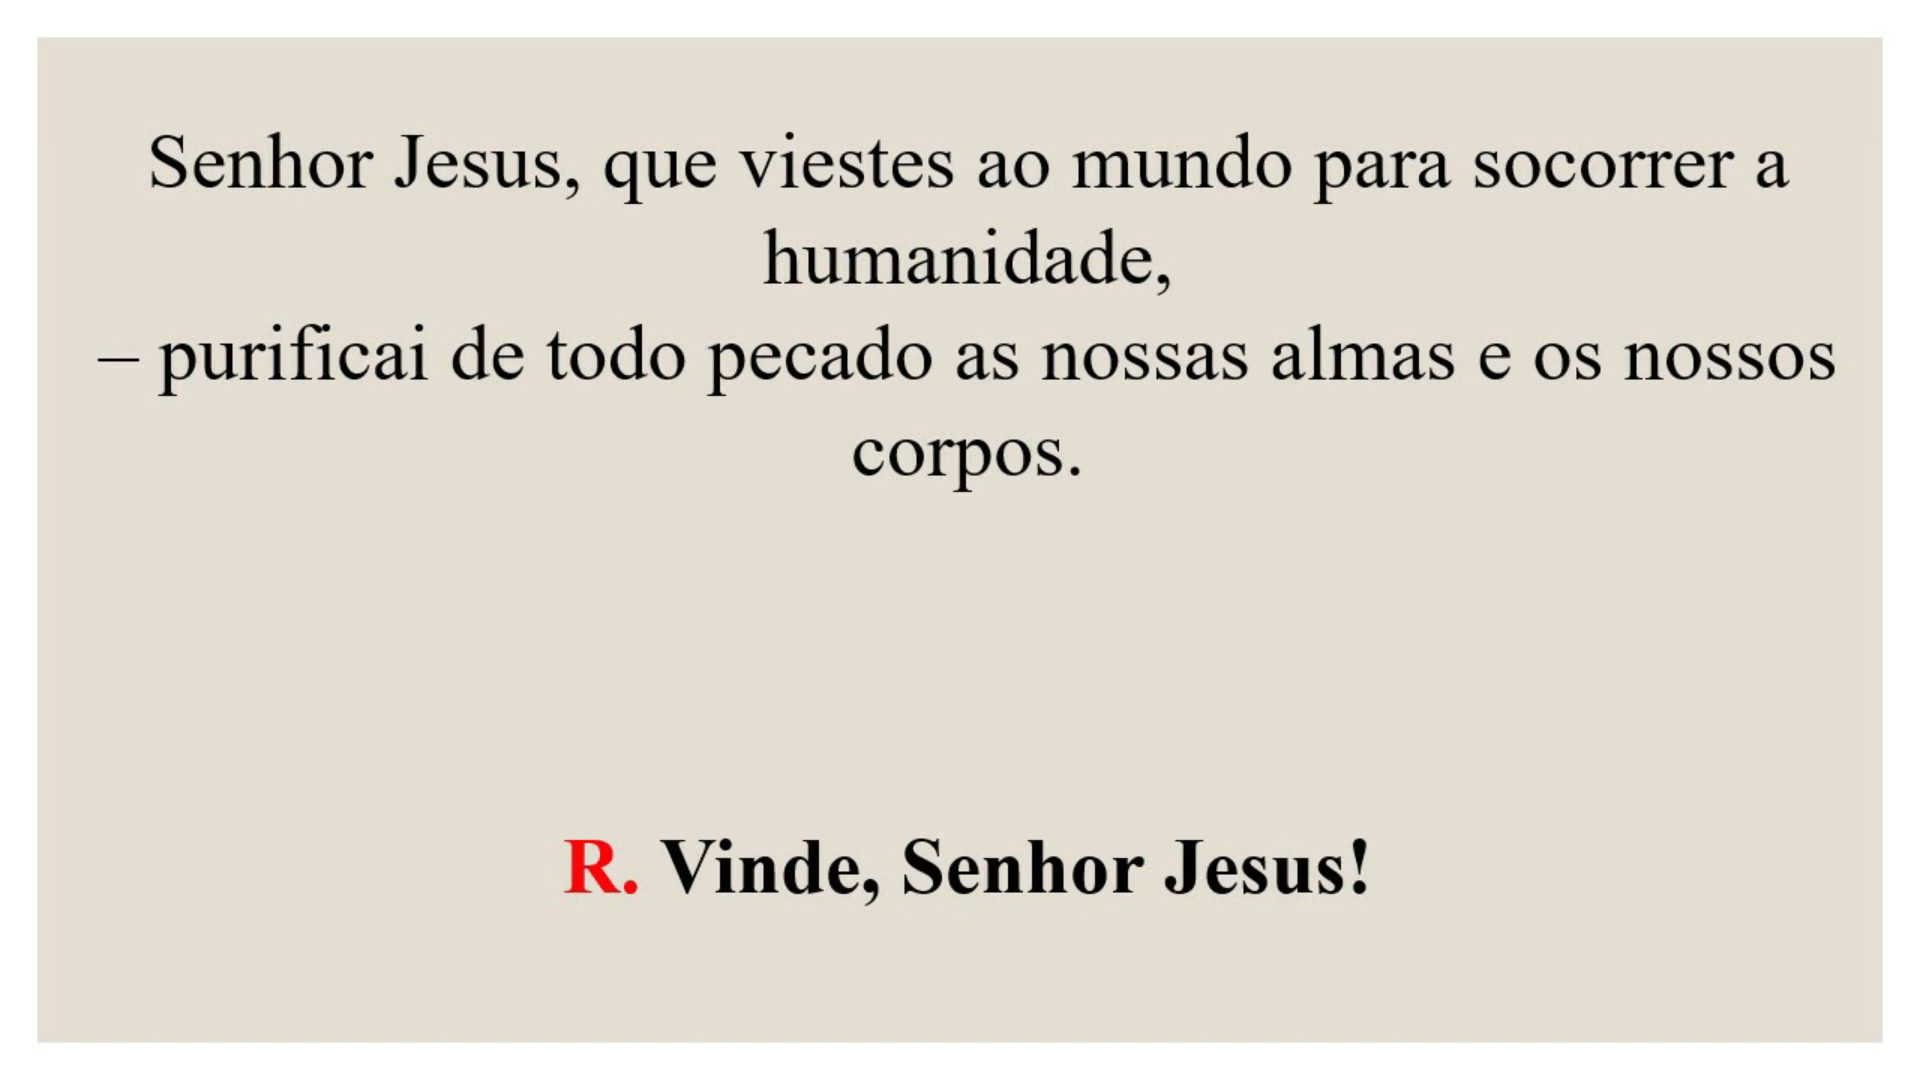 Senhor Jesus, que viestes ao mundo para socorrer a
humanidade,
– purificai de todo pecado as nossas almas e os nossos
corpos.
R. Vinde, Senhor Jesus!